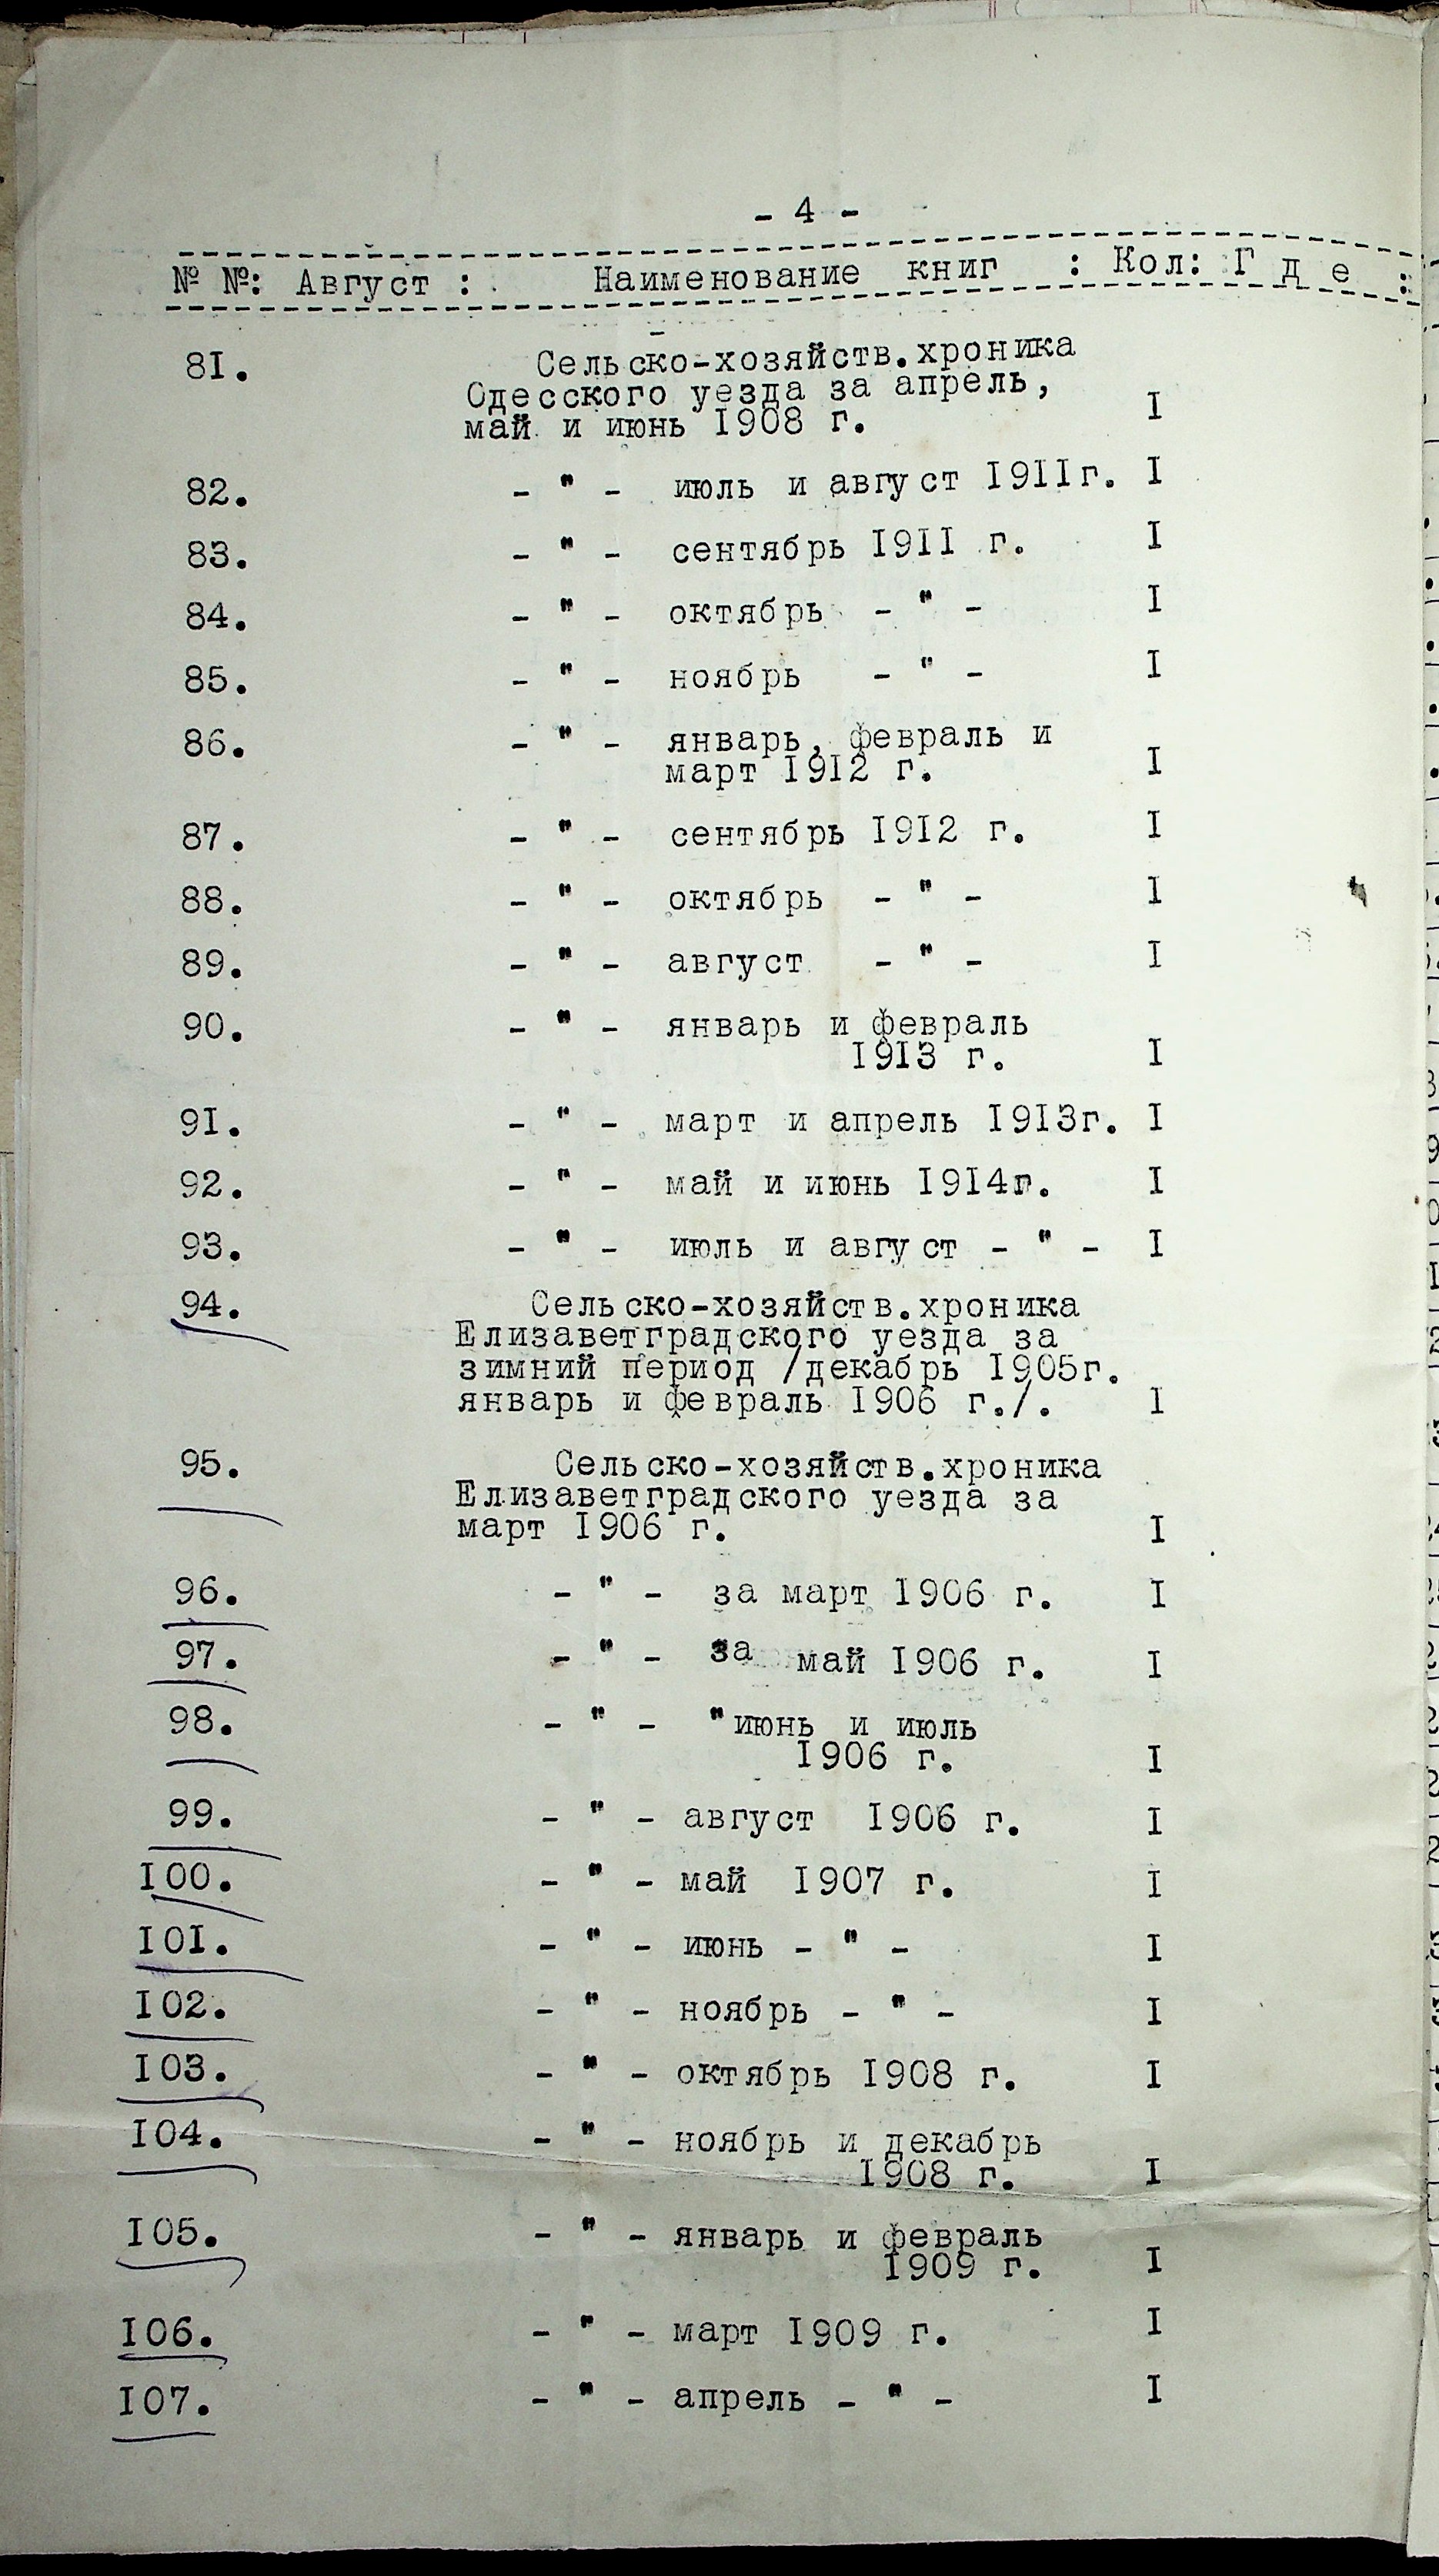 - 4 -
№ №: Август : Наименование книг : Кол: Г д е :
81. Сельско-хозяйств.хроника
Одесского уезда за апрель,
май и июнь 1908 г. I
82. - " - июль и август 1911г. I
83. - " - сентябрь 1911 г. I
84. - " - октябрь - " - I
85. - " - ноябрь - " - I
86. - " - январь, февраль и
март 1912 г. I
87. - " - сентябрь 1912 г. I
88. - " - октябрь - " - I
89. - " - август - " - I
90. - " - январь и февраль
1913 г. I
91. - " - март и апрель 1913г. I
92. - " - май и июнь 1914г. I
93. - " - июль и август - " - I
94. Сельско-хозяйств.хроника
Елизаветградского уезда за
зимний период /декабрь 1905г.
январь и февраль 1906 г./. I
95. Сельско-хозяйств.хроника
Елизаветградского уезда за
март 1906 г. I
96. - " - за март 1906 г. I
97. - " - за май 1906 г. I
98. - " - "июнь и июль
1906 г. I
99. - " - август 1906 г. I
100. - " - май 1907 г. I
101. - " - июнь - " - I
102. - " - ноябрь - " - I
103. - " - октябрь 1908 г. I
104. - " - ноябрь и декабрь
1908 г. I
105. - " - январь и февраль
1909 г. I
106. - " - март 1909 г. I
107. - " - апрель - " - I